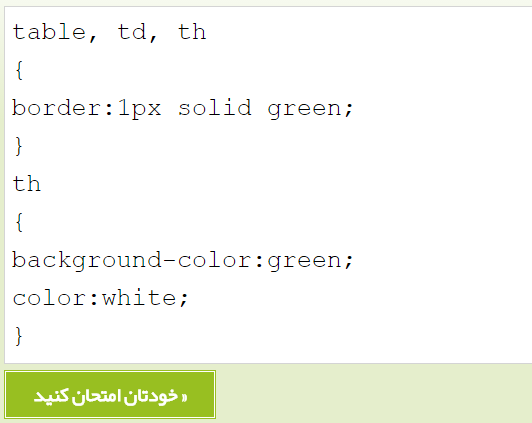 table, td, th
{
border:1px solid green;
}
th
{
background-color:green;
color:white;
}
خودتان امتحان کنید »